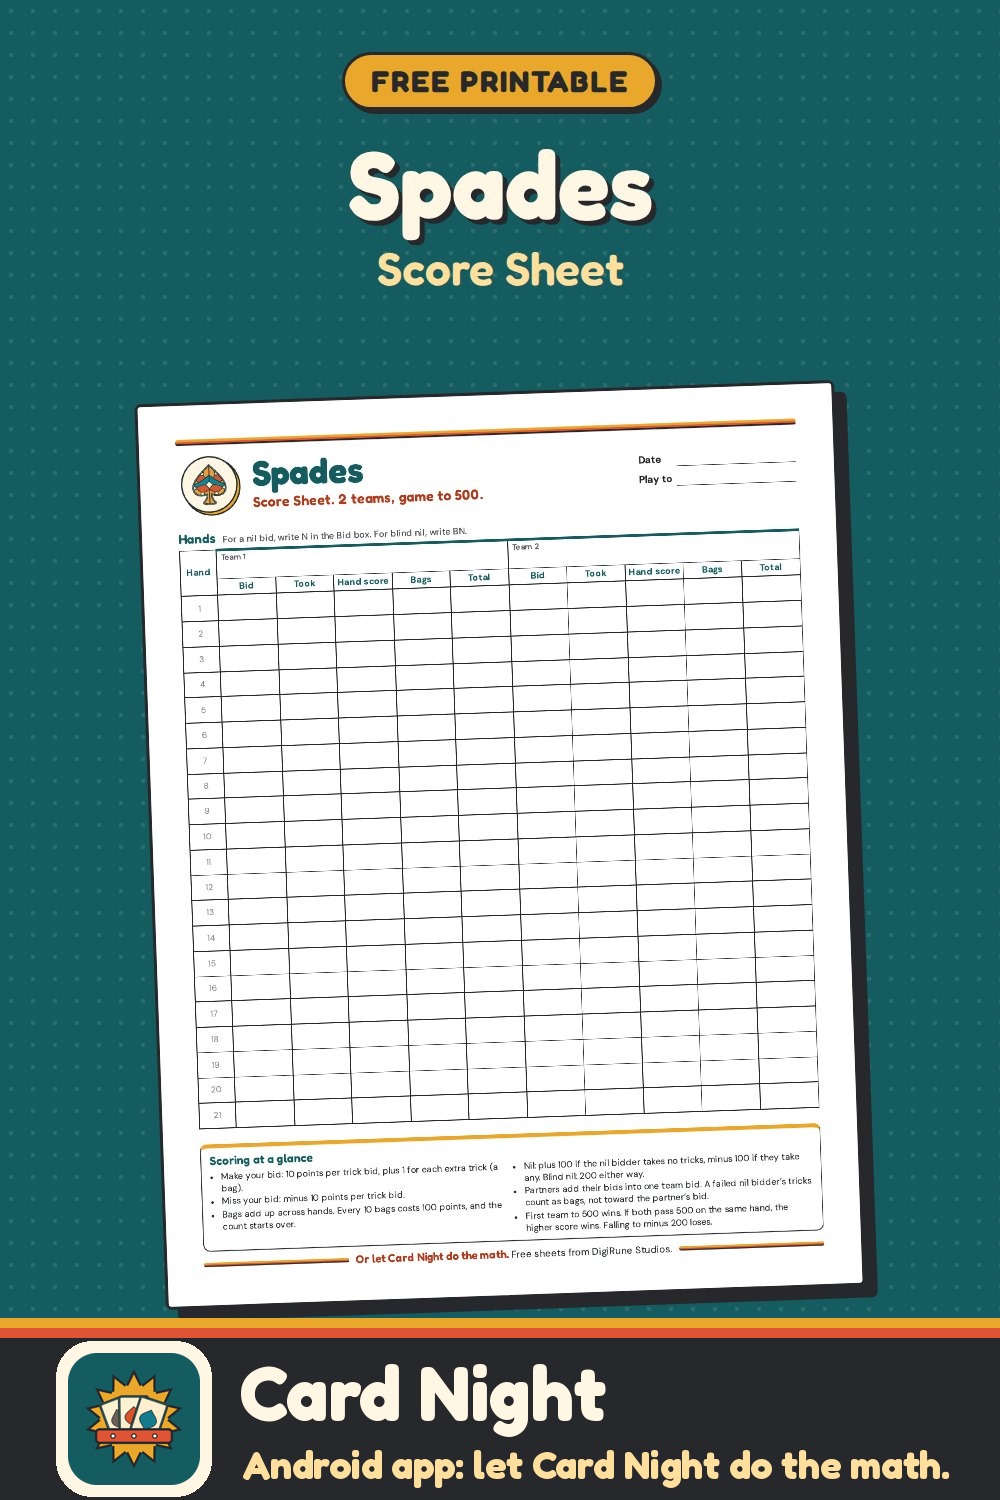 FREE PRINTABLE
Spades
Score Sheet
Spades
Score Sheet. 2 teams, game to 500.
Date
Play to
Hands For a nil bid, write N in the Bid box. For blind nil, write BN.
Hand Team 1 Team 2
Bid Took Hand score Bags Total Bid Took Hand score Bags Total
1
2
3
4
5
6
7
8
9
10
11
12
13
14
15
16
17
18
19
20
21
Scoring at a glance
• Make your bid: 10 points per trick bid, plus 1 for each extra trick (a
bag).
• Miss your bid: minus 10 points per trick bid.
• Bags add up across hands. Every 10 bags costs 100 points, and the
count starts over.
• Nil: plus 100 if the nil bidder takes no tricks, minus 100 if they take
any. Blind nil: 200 either way.
• Partners add their bids into one team bid. A failed nil bidder's tricks
count as bags, not toward the partner's bid.
• First team to 500 wins. If both pass 500 on the same hand, the
higher score wins. Falling to minus 200 loses.
Or let Card Night do the math. Free sheets from DigiRune Studios.
Card Night
Android app: let Card Night do the math.